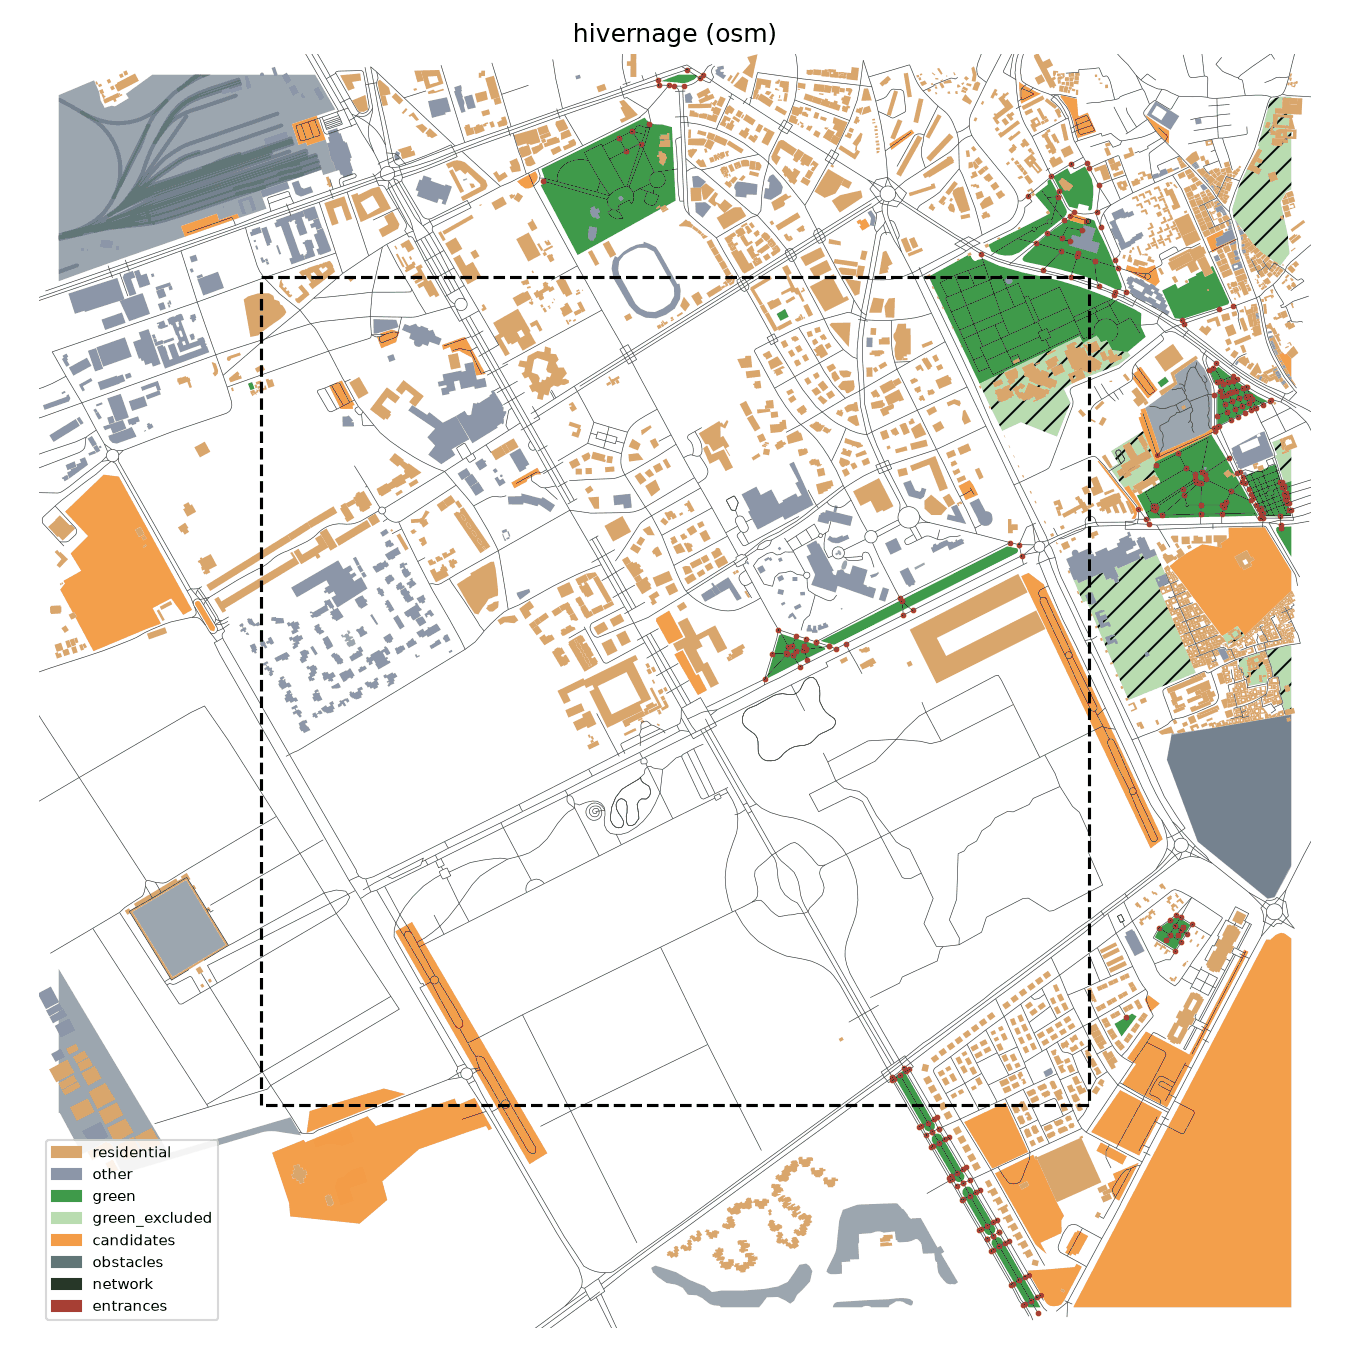 hivernage (osm)
residential
other
green
green_excluded
candidates
obstacles
network
entrances